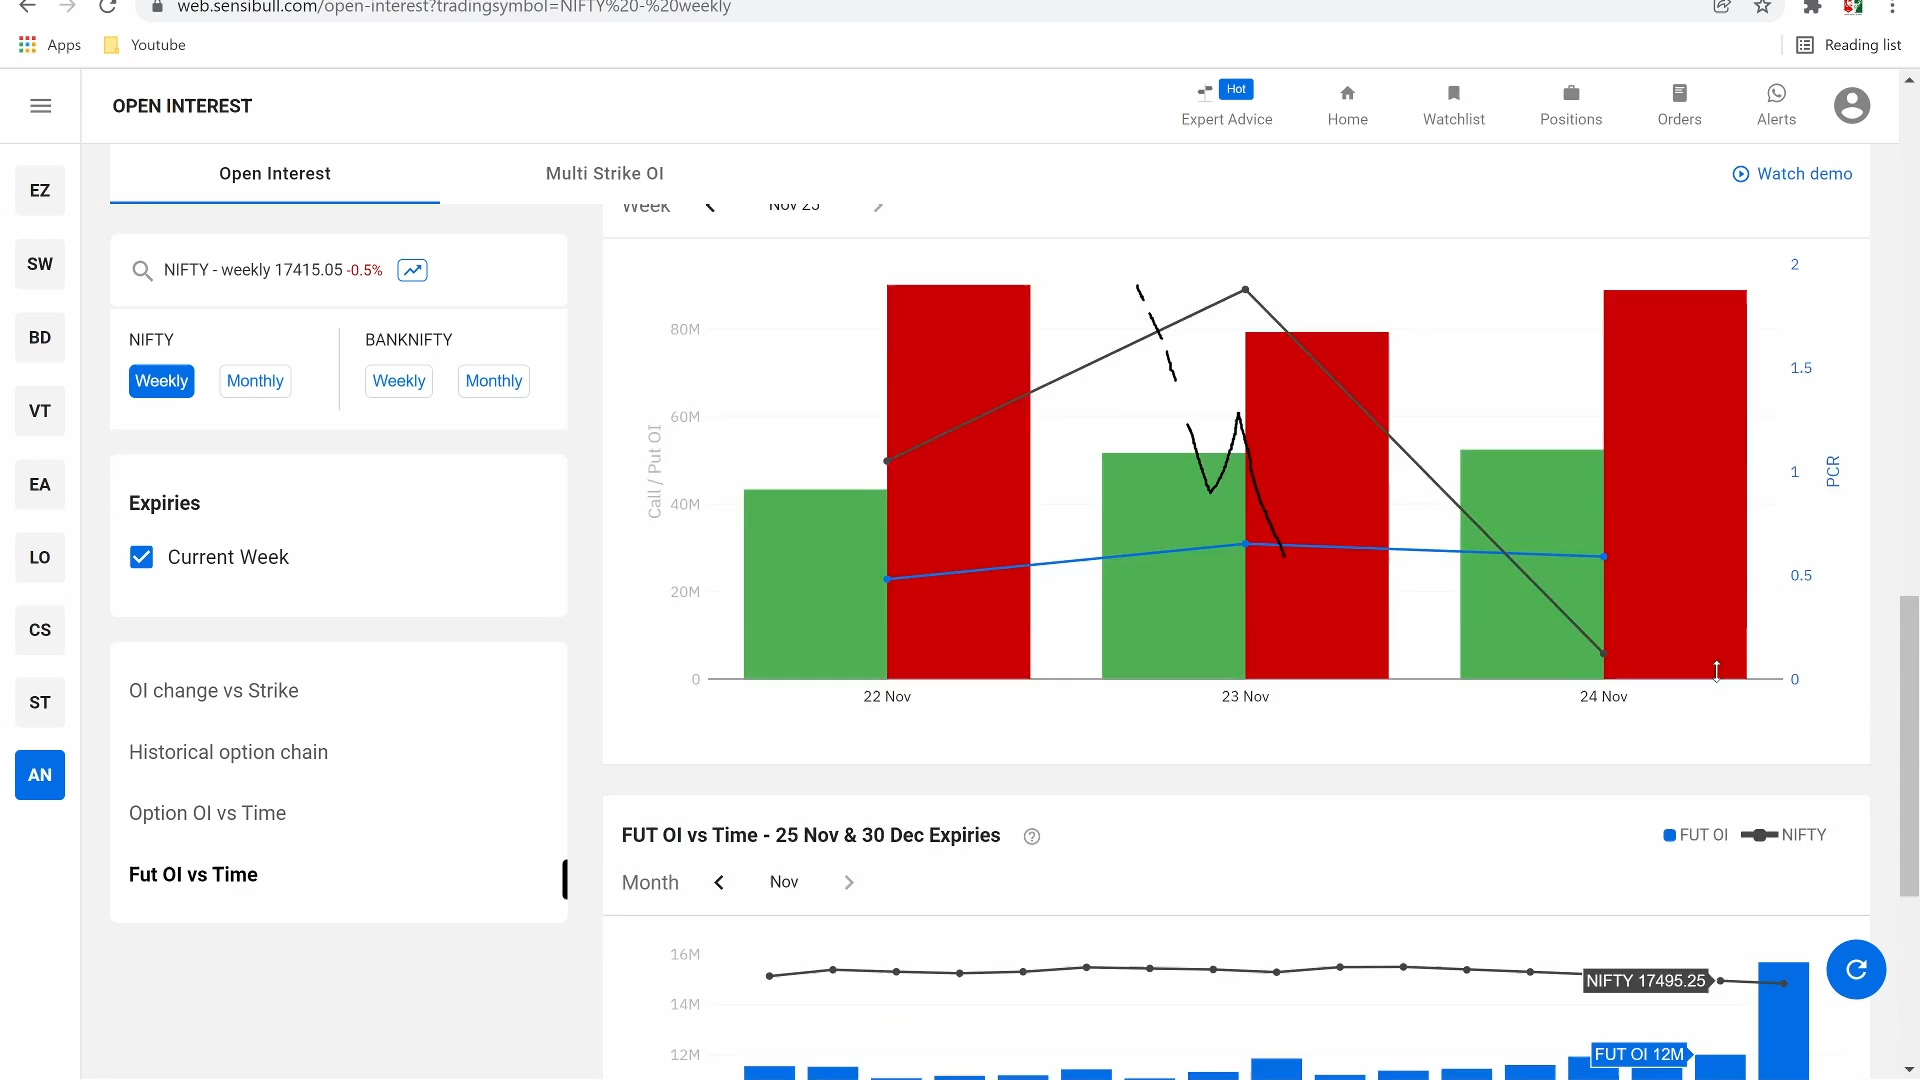 web.sensibull.com/open-interest?tradingsymbol=NIFTY%20-%20weekly
Apps
Youtube
Reading list
OPEN INTEREST
Hot
Expert Advice
Home
Watchlist
Positions
Orders
Alerts
Open Interest
Multi Strike OI
Watch demo
EZ
SW
BD
VT
EA
LO
CS
ST
AN
NIFTY - weekly 17415.05 -0.5%
NIFTY
BANKNIFTY
Weekly
Monthly
Weekly
Monthly
Expiries
Current Week
OI change vs Strike
Historical option chain
Option OI vs Time
Fut OI vs Time
Week
Nov 25
Call / Put OI
80M
60M
40M
20M
0
2
1.5
1
0.5
0
PCR
22 Nov
23 Nov
24 Nov
FUT OI vs Time - 25 Nov & 30 Dec Expiries
FUT OI
NIFTY
Month
Nov
16M
14M
12M
NIFTY 17495.25
FUT OI 12M